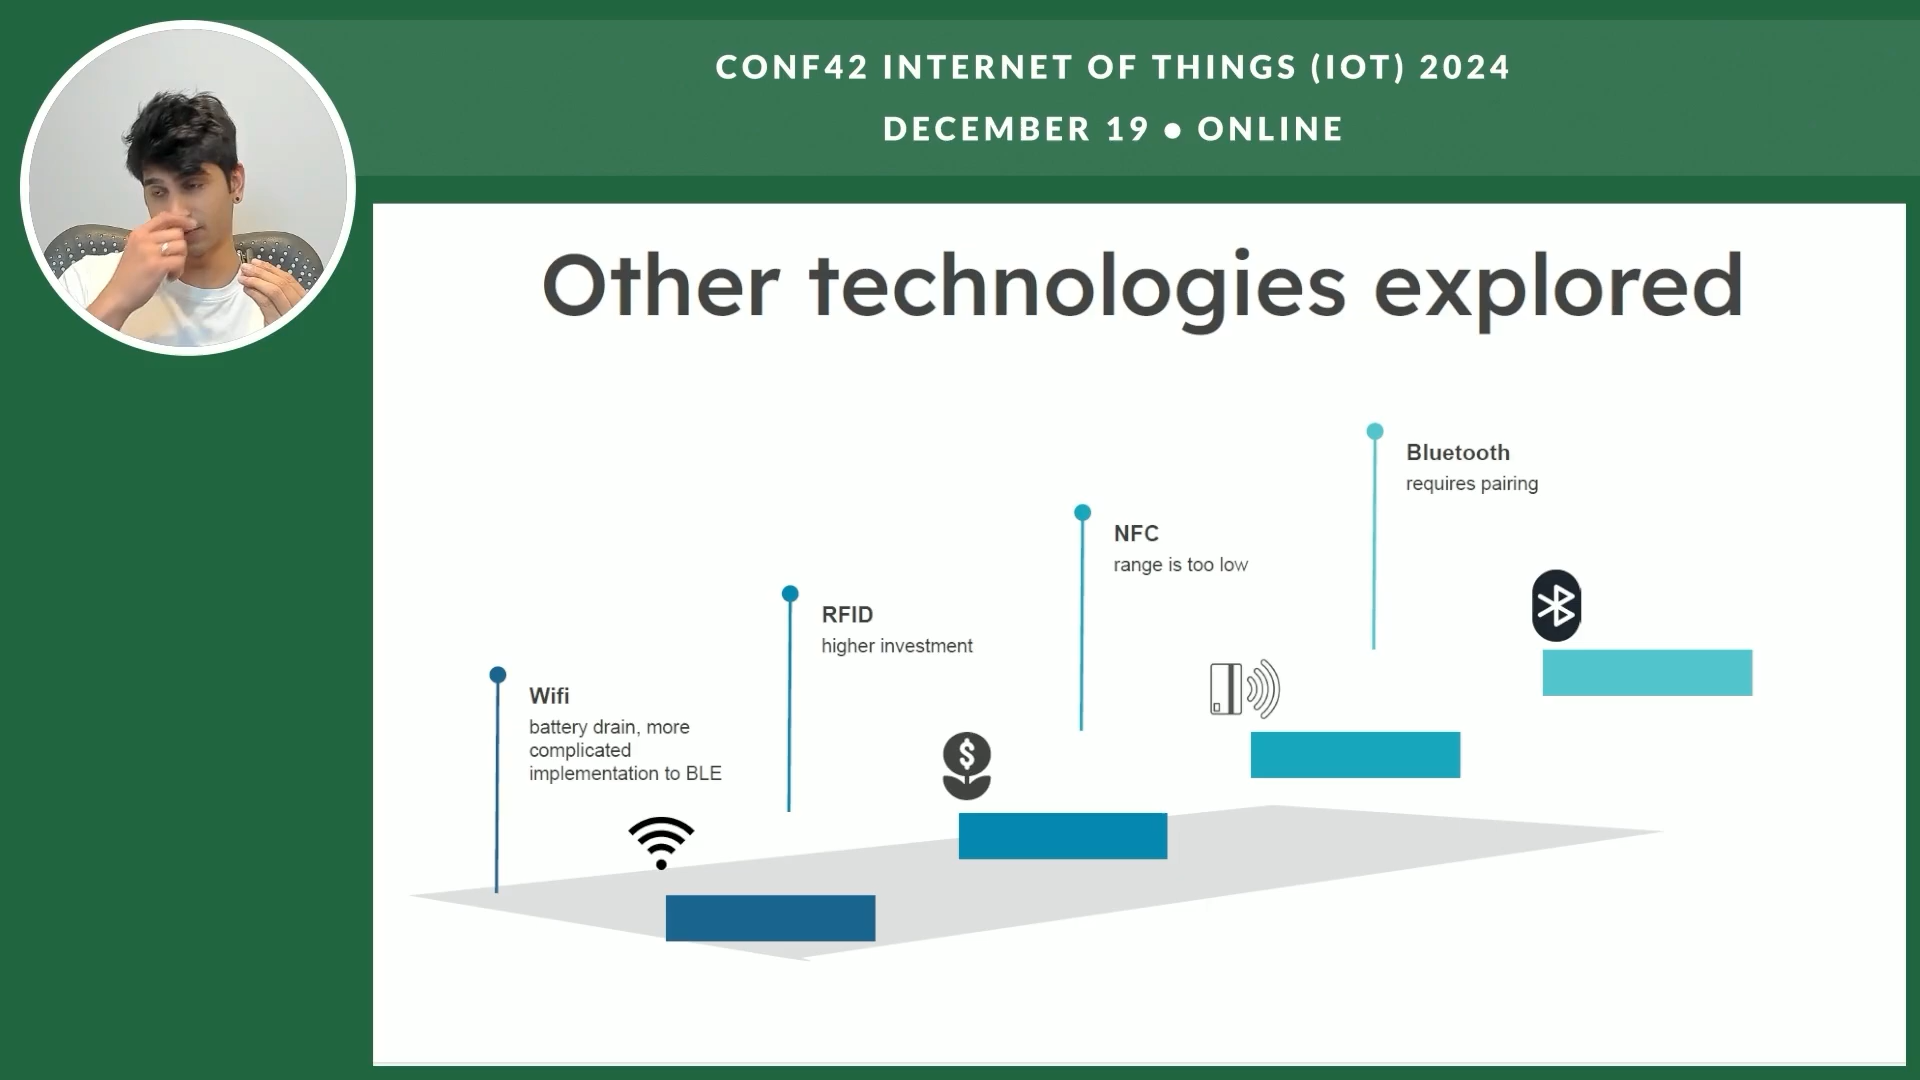 CONF42 INTERNET OF THINGS (IOT) 2024
DECEMBER 19 ● ONLINE
Other technologies explored
Bluetooth
requires pairing
NFC
range is too low
RFID
higher investment
Wifi
battery drain, more
complicated
implementation to BLE
$